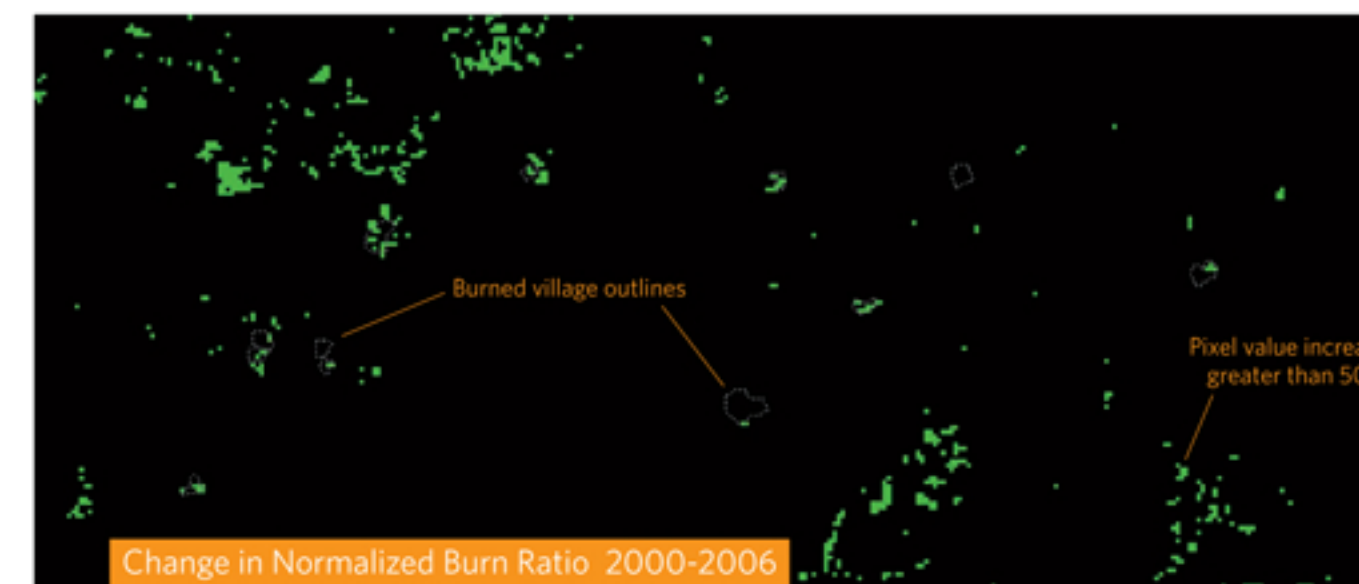 Burned village outlines
Pixel value increa
greater than 50
Change in Normalized Burn Ratio 2000-2006